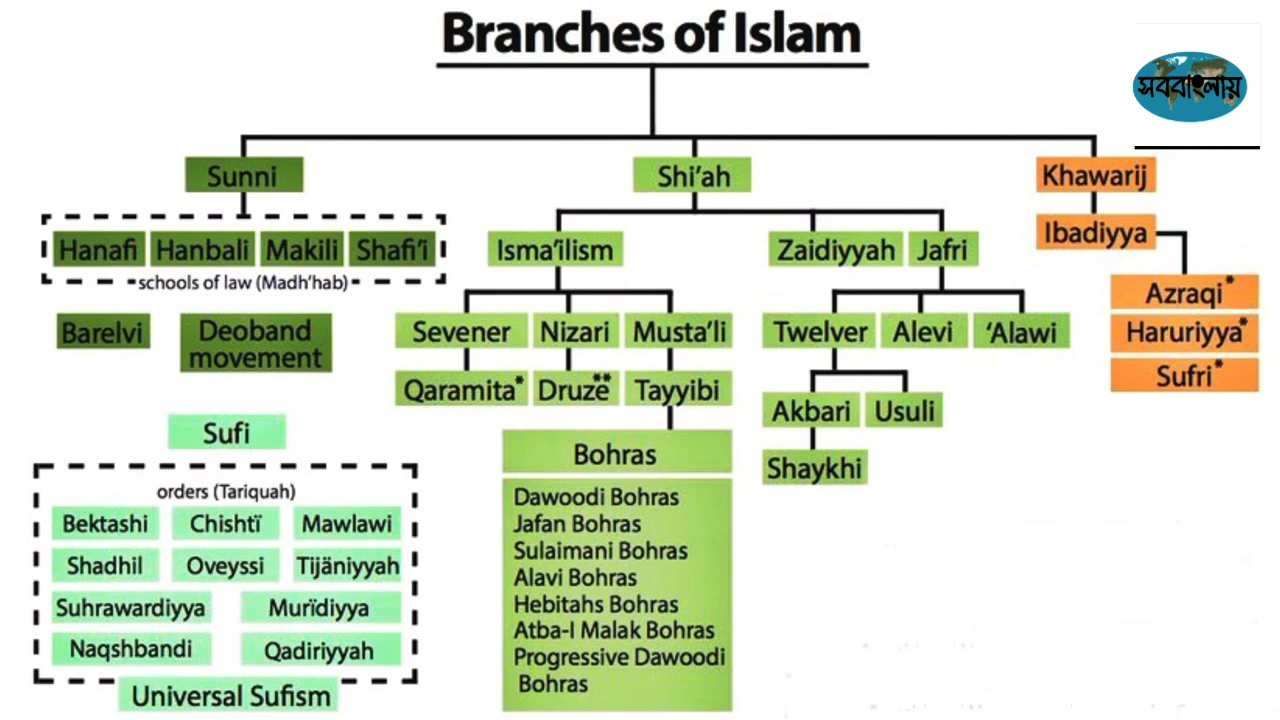 Branches of Islam
সববাংলায়
Sunni
Shi'ah
Khawarij
Ibadiyya
Hanafi
Hanbali
Makili
Shafi'i
schools of law (Madh'hab)
Isma'ilism
Zaidiyyah
Jafri
Azraqi*
Haruriyya*
Sufri*
Barelvi
Deoband
movement
Sevener
Nizari
Musta'li
Twelver
Alevi
'Alawi
Qaramita*
Druze**
Tayyibi
Akbari
Usuli
Shaykhi
Sufi
orders (Tariquah)
Bektashi
Chishtï
Mawlawi
Shadhil
Oveyssi
Tijäniyyah
Suhrawardiyya
Murïdiyya
Naqshbandi
Qadiriyyah
Universal Sufism
Bohras
Dawoodi Bohras
Jafan Bohras
Sulaimani Bohras
Alavi Bohras
Hebitahs Bohras
Atba-I Malak Bohras
Progressive Dawoodi
Bohras